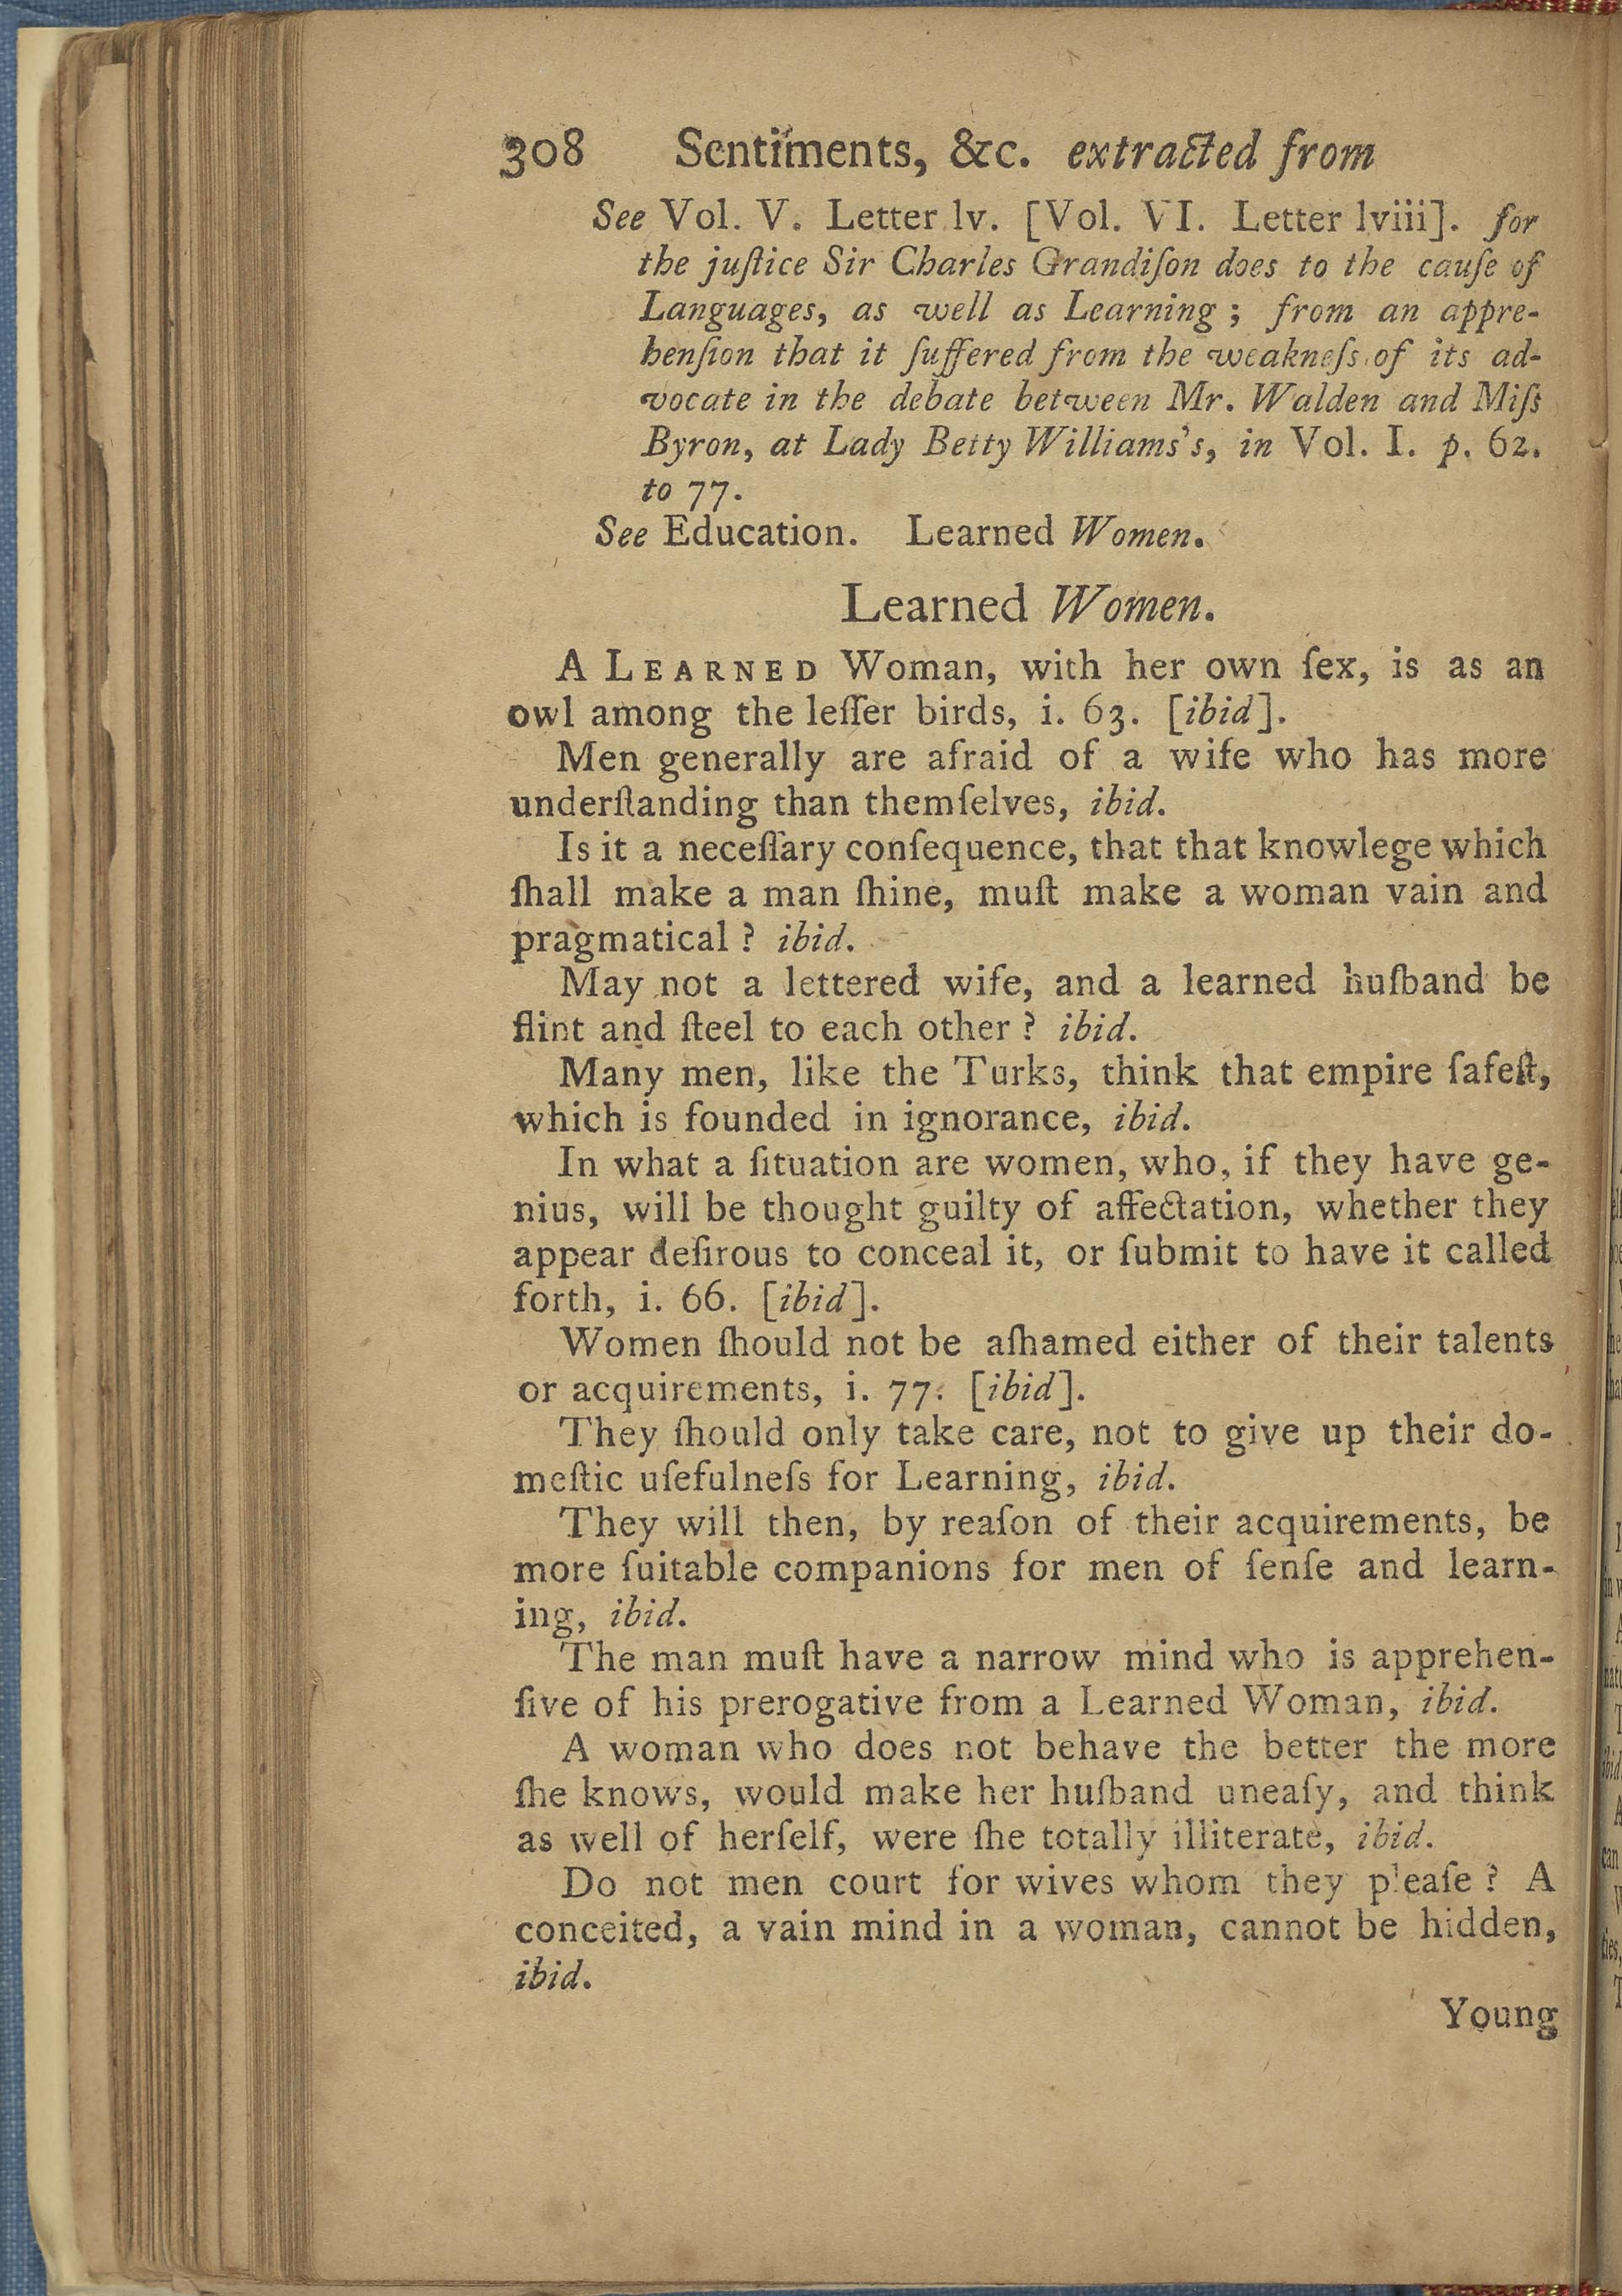 308 Sentiments, &c. extracted from
See Vol. V. Letter lv. [Vol. VI. Letter lviii]. for
the juſtice Sir Charles Grandiſon does to the cauſe of
Languages, as well as Learning ; from an appre-
henſion that it ſuffered from the weakneſs of its ad-
vocate in the debate between Mr. Walden and Miſs
Byron, at Lady Betty Williams's, in Vol. I. p. 62.
to 77.
See Education. Learned Women.
Learned Women.
A LEARNED Woman, with her own ſex, is as an
owl among the leſſer birds, i. 63. [ibid].
Men generally are afraid of a wife who has more
underſtanding than themſelves, ibid.
Is it a neceſſary conſequence, that that knowlege which
ſhall make a man ſhine, muſt make a woman vain and
pragmatical ? ibid.
May not a lettered wife, and a learned huſband be
flint and ſteel to each other ? ibid.
Many men, like the Turks, think that empire ſafeſt,
which is founded in ignorance, ibid.
In what a ſituation are women, who, if they have ge-
nius, will be thought guilty of affectation, whether they
appear deſirous to conceal it, or ſubmit to have it called
forth, i. 66. [ibid].
Women ſhould not be aſhamed either of their talents
or acquirements, i. 77. [ibid].
They ſhould only take care, not to give up their do-
meſtic uſefulneſs for Learning, ibid.
They will then, by reaſon of their acquirements, be
more ſuitable companions for men of ſenſe and learn-
ing, ibid.
The man muſt have a narrow mind who is apprehen-
ſive of his prerogative from a Learned Woman, ibid.
A woman who does not behave the better the more
ſhe knows, would make her huſband uneaſy, and think
as well of herſelf, were ſhe totally illiterate, ibid.
Do not men court for wives whom they pleaſe ? A
conceited, a vain mind in a woman, cannot be hidden,
ibid.
Young